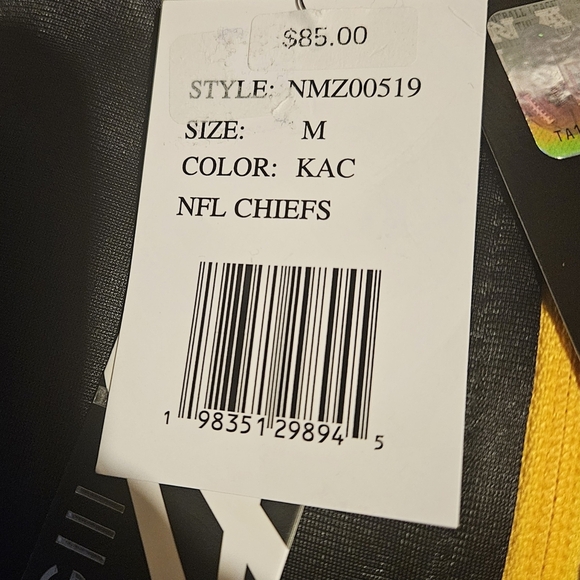 $85.00
STYLE: NMZ00519
SIZE: M
COLOR: KAC
NFL CHIEFS
1 98351 29894 5